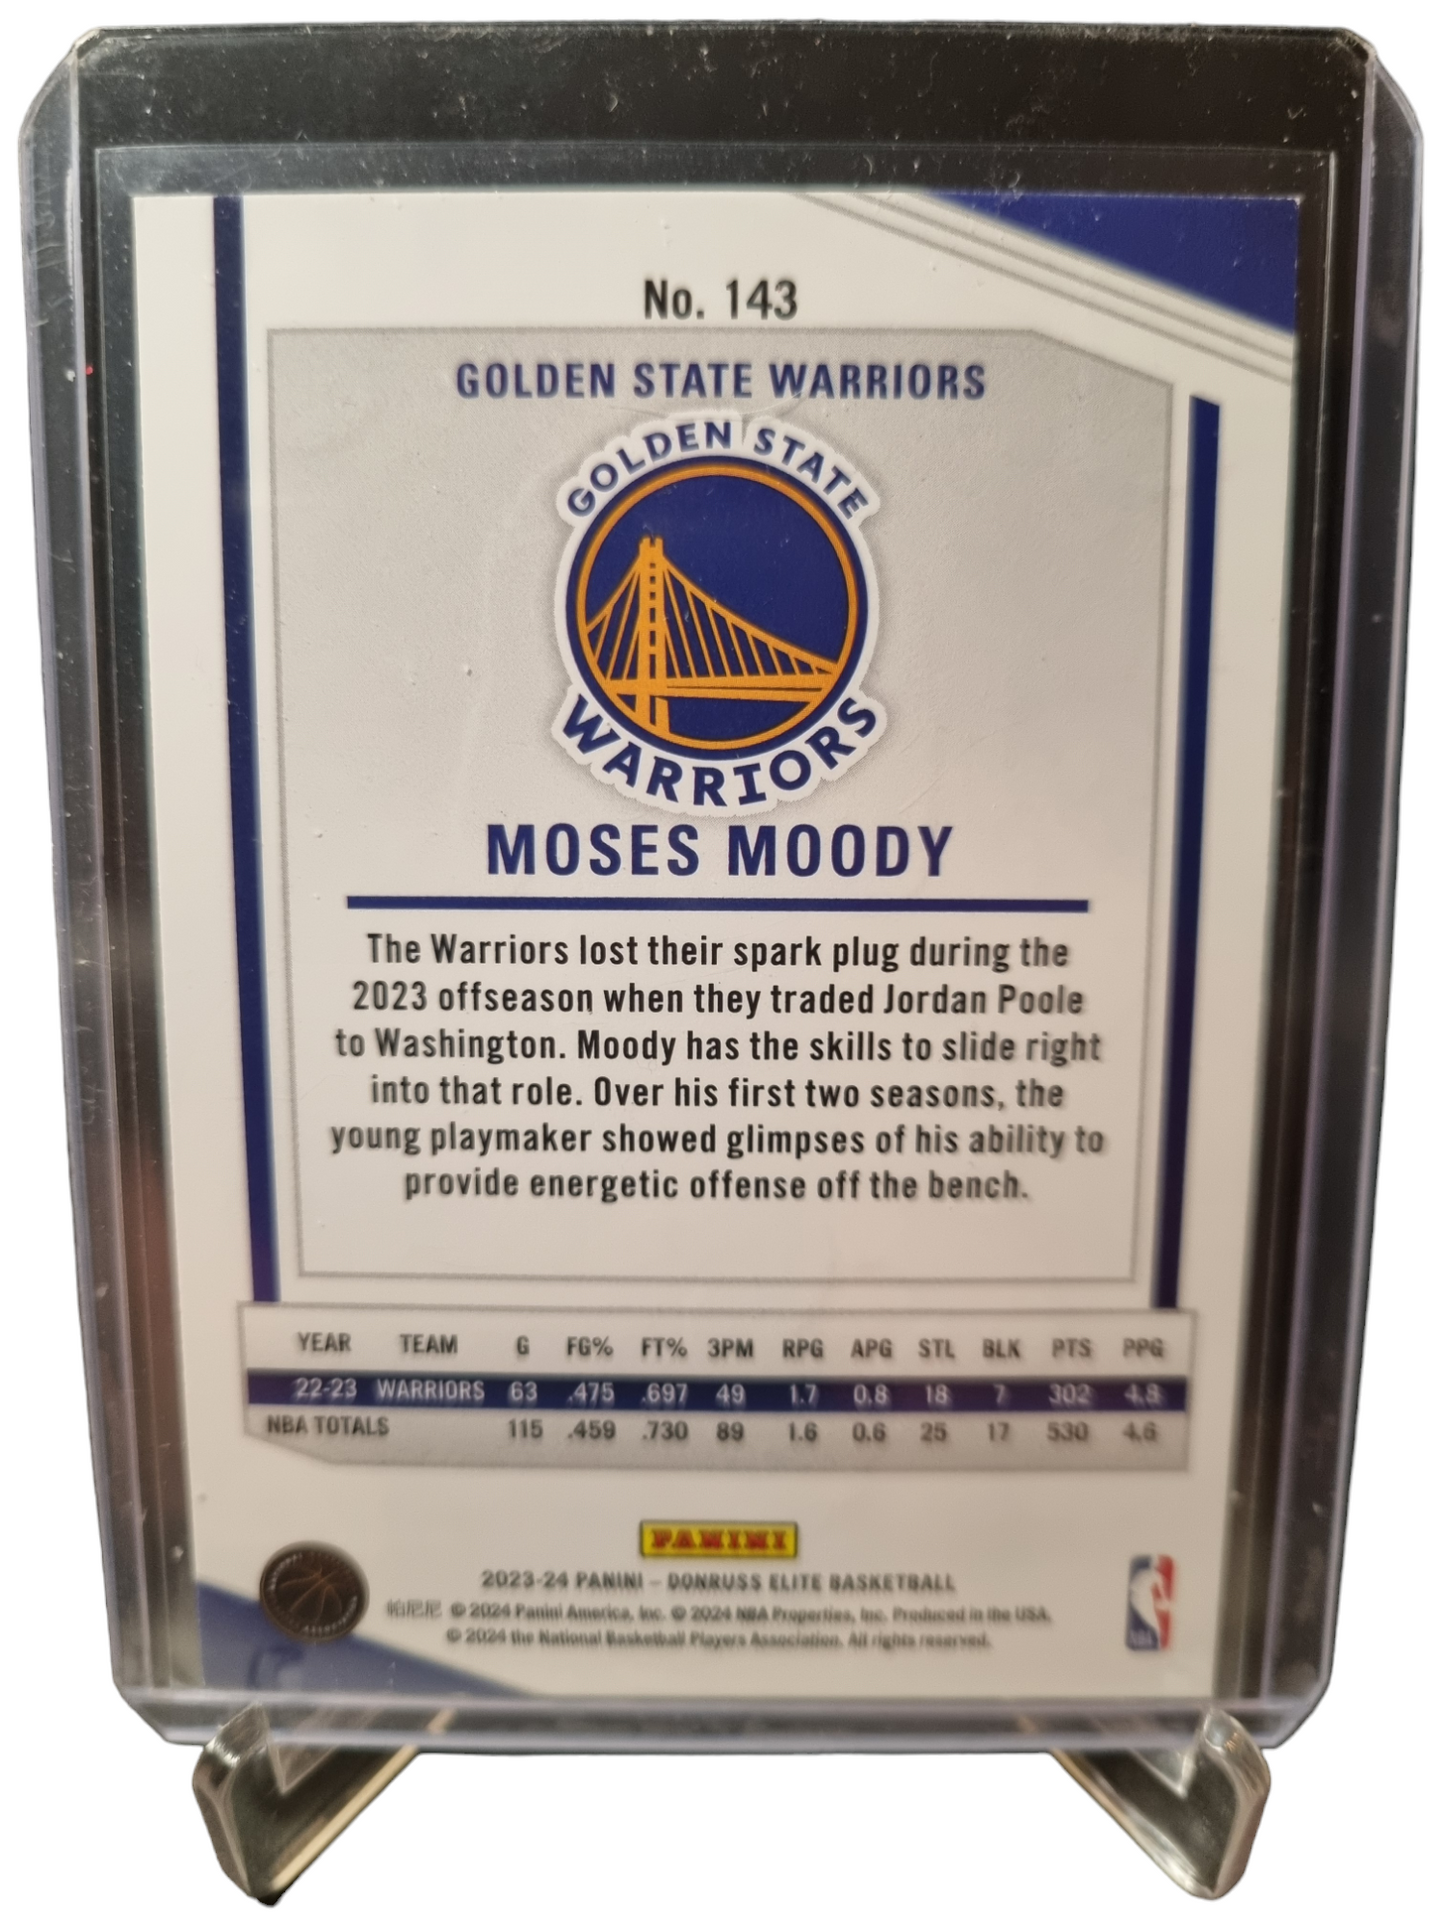 No. 143
GOLDEN STATE WARRIORS
GOLDEN STATE
WARRIORS
MOSES MOODY
The Warriors lost their spark plug during the
2023 offseason when they traded Jordan Poole
to Washington. Moody has the skills to slide right
into that role. Over his first two seasons, the
young playmaker showed glimpses of his ability to
provide energetic offense off the bench.
YEAR TEAM G FG% FT% 3PM RPG APG STL BLK PTS PPG
22-23 WARRIORS 63 .475 .697 49 1.7 0.8 18 7 302 4.8
NBA TOTALS 115 .459 .730 89 1.6 0.6 25 17 530 4.6
PANINI
2023-24 PANINI – DONRUSS ELITE BASKETBALL
帕尼尼 © 2024 Panini America, Inc. © 2024 NBA Properties, Inc. Produced in the USA.
© 2024 the National Basketball Players Association. All rights reserved.